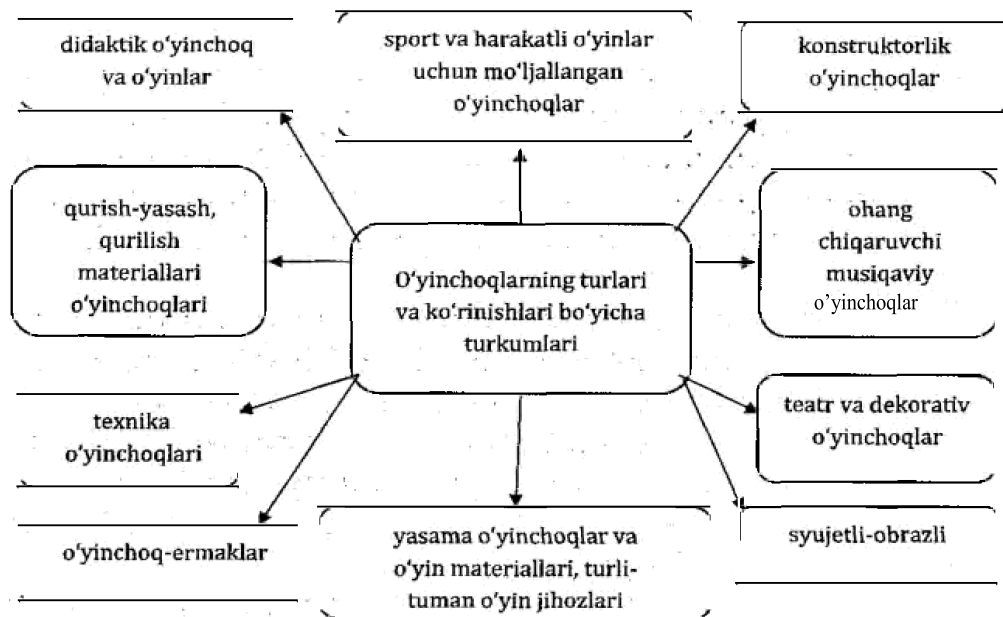 didaktik o‘yinchoq
va o‘yinlar
sport va harakatli o‘yinlar
uchun mo‘ljallangan
o‘yinchoqlar
konstruktorlik
o‘yinchoqlar
qurish-yasash,
qurilish
materiallari
o‘yinchoqlari
O‘yinchoqlarning turlari
va ko‘rinishlari bo‘yicha
turkumlari
ohang
chiqaruvchi
musiqaviy
o’yinchoqlar
texnika
o‘yinchoqlari
teatr va dekorativ
o‘yinchoqlar
o‘yinchoq-ermaklar
yasama o‘yinchoqlar va
o‘yin materiallari, turli-
tuman o‘yin jihozlari
syujetli-obrazli